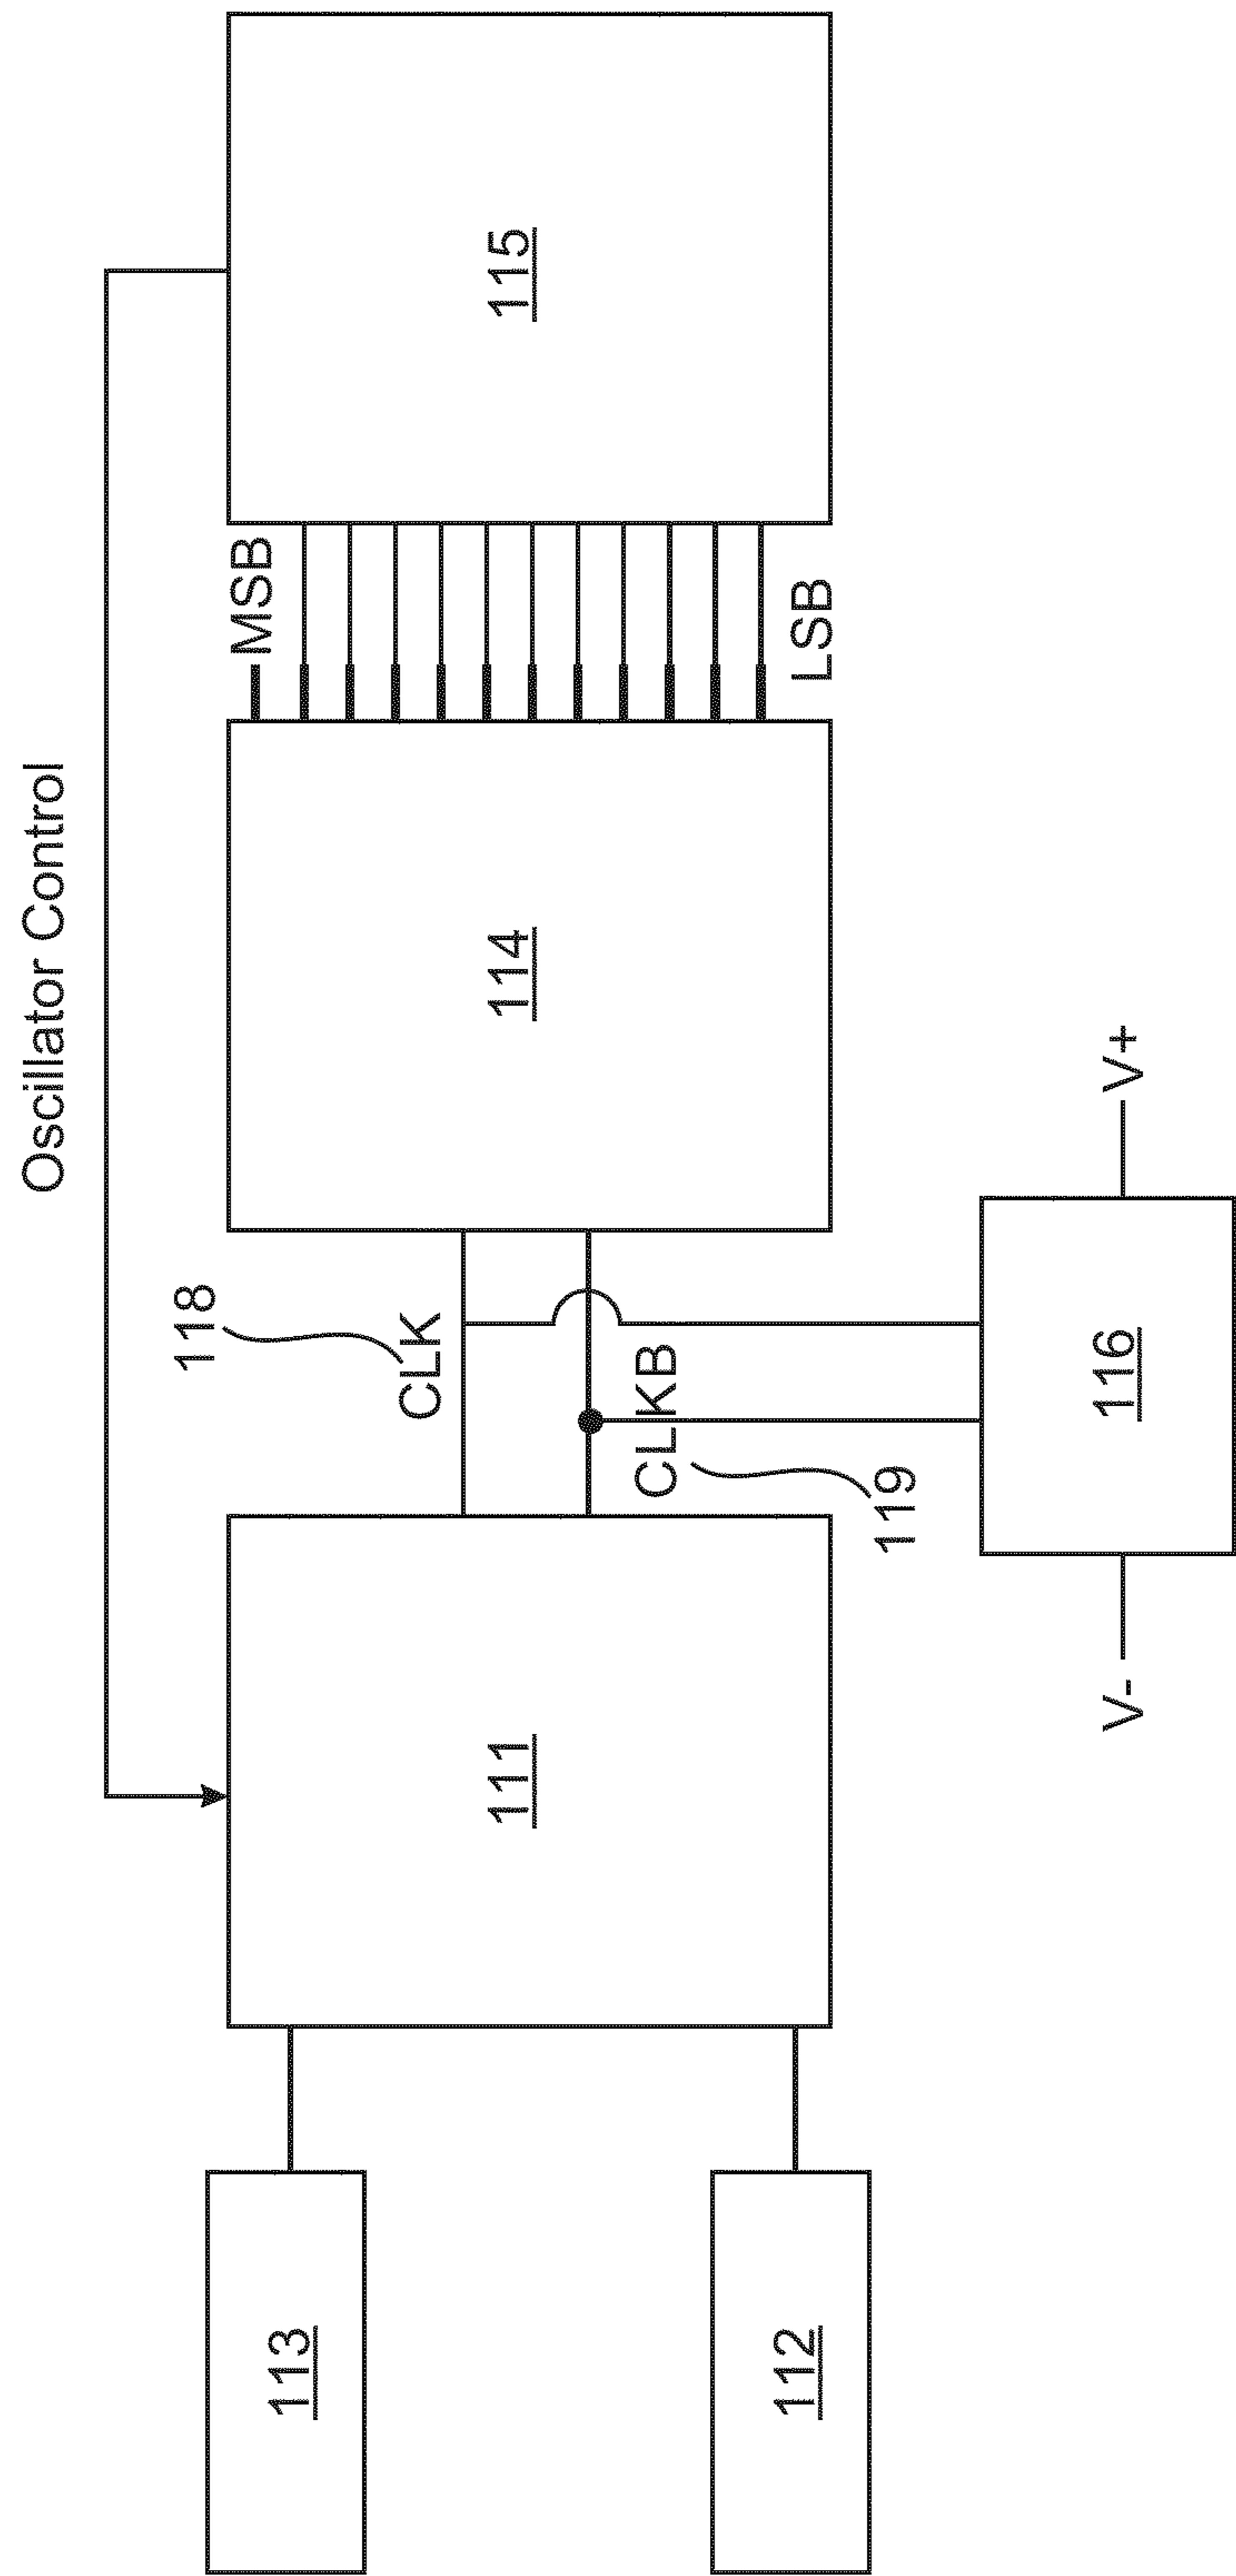 Oscillator Control
113
112
111
118
CLK
CLKB
119
114
MSB
LSB
115
V-
116
V+